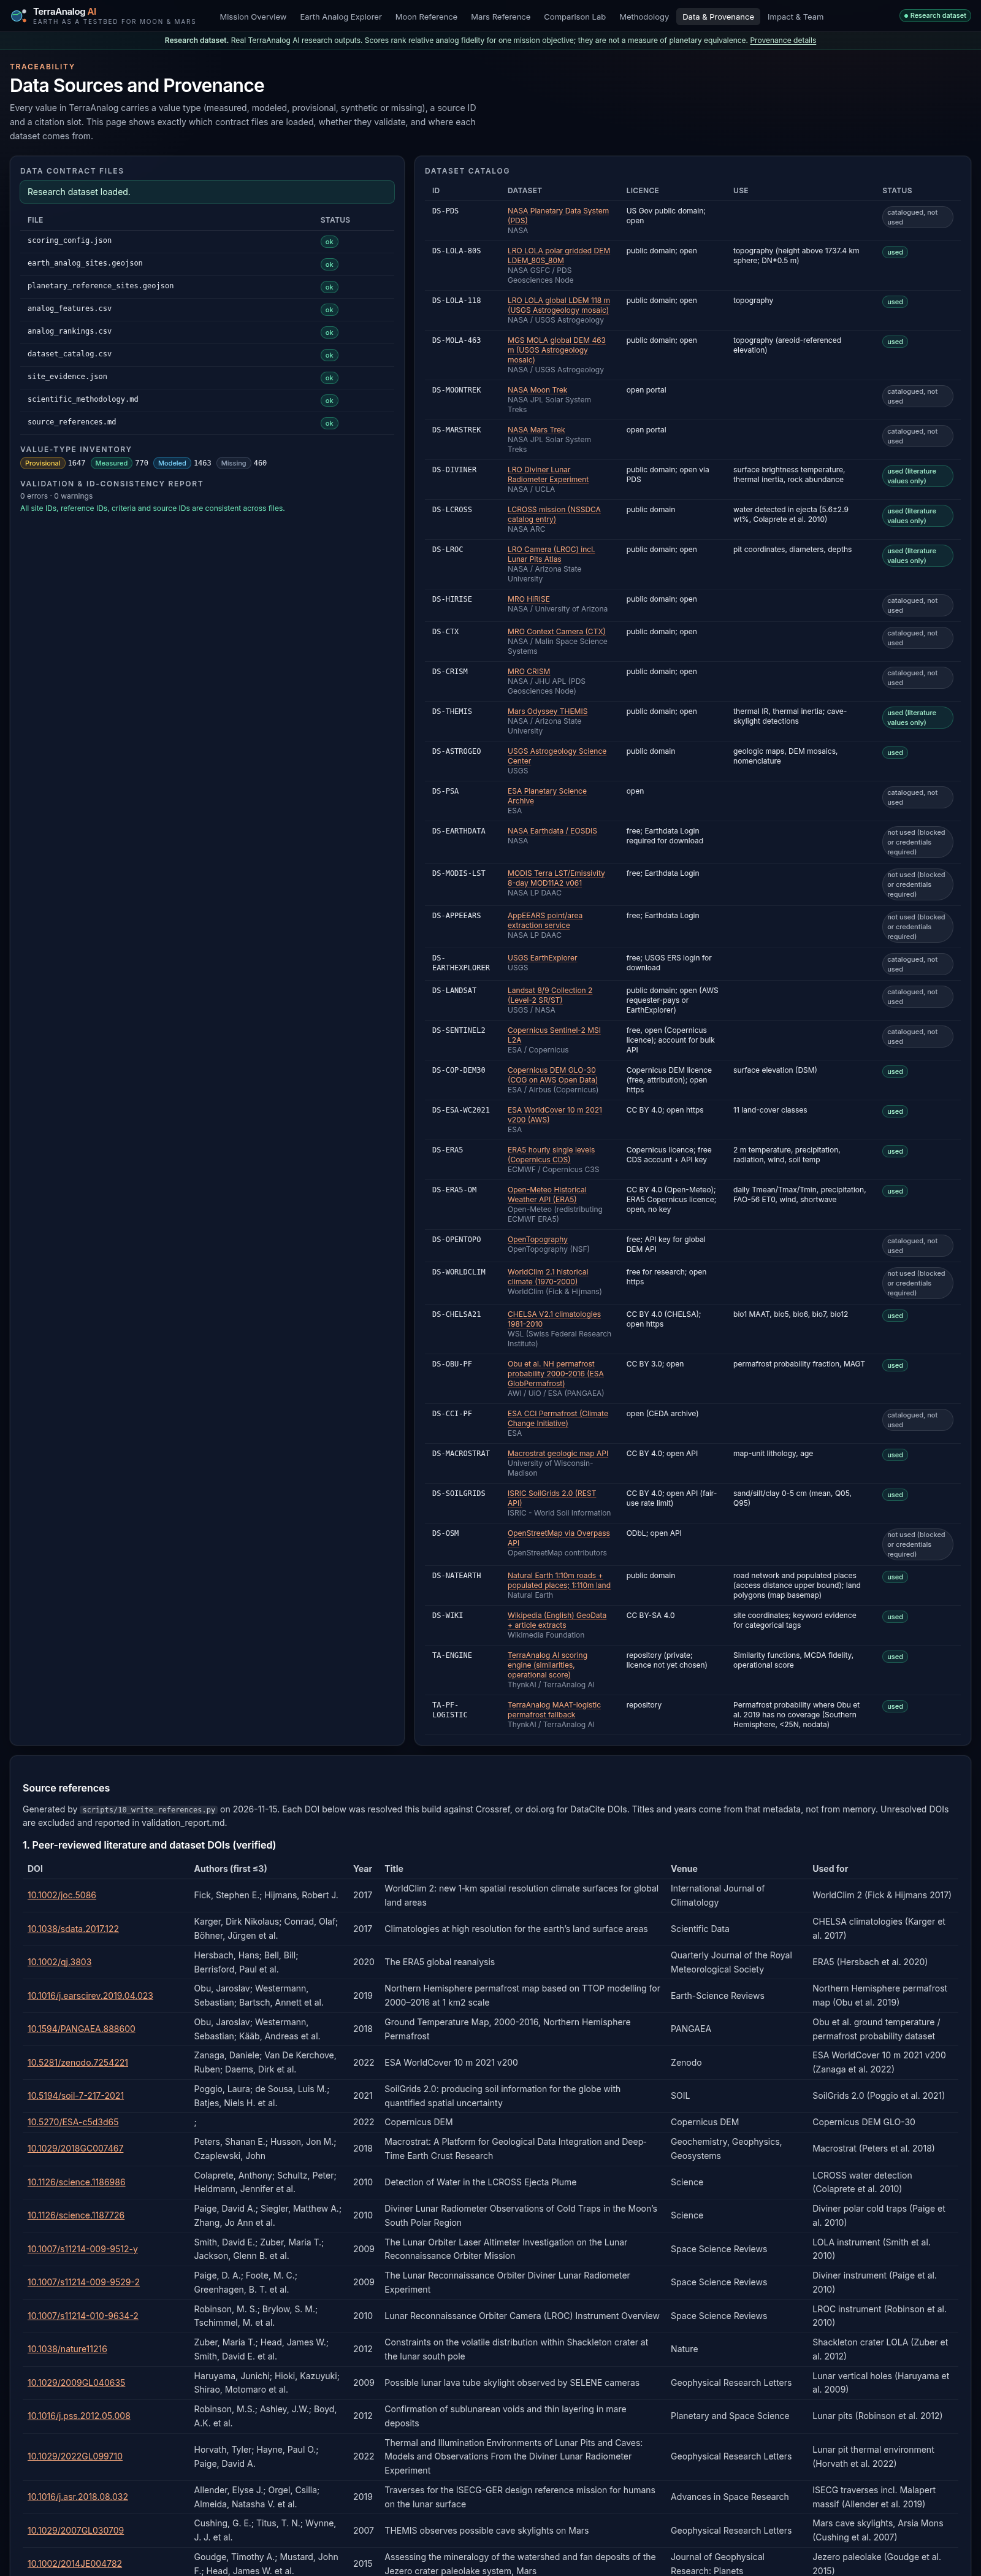 TerraAnalog AI
EARTH AS A TESTBED FOR MOON & MARS
Mission Overview
Earth Analog Explorer
Moon Reference
Mars Reference
Comparison Lab
Methodology
Data & Provenance
Impact & Team
Research dataset
Research dataset. Real TerraAnalog AI research outputs. Scores rank relative analog fidelity for one mission objective; they are not a measure of planetary equivalence. Provenance details
TRACEABILITY
Data Sources and Provenance
Every value in TerraAnalog carries a value type (measured, modeled, provisional, synthetic or missing), a source ID
and a citation slot. This page shows exactly which contract files are loaded, whether they validate, and where each
dataset comes from.
DATA CONTRACT FILES
Research dataset loaded.
FILE STATUS
scoring_config.json ok
earth_analog_sites.geojson ok
planetary_reference_sites.geojson ok
analog_features.csv ok
analog_rankings.csv ok
dataset_catalog.csv ok
site_evidence.json ok
scientific_methodology.md ok
source_references.md ok
VALUE-TYPE INVENTORY
Provisional 1647 Measured 770 Modeled 1463 Missing 460
VALIDATION & ID-CONSISTENCY REPORT
0 errors · 0 warnings
All site IDs, reference IDs, criteria and source IDs are consistent across files.
DATASET CATALOG
ID DATASET LICENCE USE STATUS
DS-PDS NASA Planetary Data System US Gov public domain; catalogued, not
(PDS) open used
NASA
DS-LOLA-80S LRO LOLA polar gridded DEM public domain; open topography (height above 1737.4 km used
LDEM_80S_80M sphere; DN*0.5 m)
NASA GSFC / PDS
Geosciences Node
DS-LOLA-118 LRO LOLA global LDEM 118 m public domain; open topography used
(USGS Astrogeology mosaic)
NASA / USGS Astrogeology
DS-MOLA-463 MGS MOLA global DEM 463 public domain; open topography (areoid-referenced used
m (USGS Astrogeology elevation)
mosaic)
NASA / USGS Astrogeology
DS-MOONTREK NASA Moon Trek open portal catalogued, not
NASA JPL Solar System used
Treks
DS-MARSTREK NASA Mars Trek open portal catalogued, not
NASA JPL Solar System used
Treks
DS-DIVINER LRO Diviner Lunar public domain; open via surface brightness temperature, used (literature
Radiometer Experiment PDS thermal inertia, rock abundance values only)
NASA / UCLA
DS-LCROSS LCROSS mission (NSSDCA public domain water detected in ejecta (5.6±2.9 used (literature
catalog entry) wt%, Colaprete et al. 2010) values only)
NASA ARC
DS-LROC LRO Camera (LROC) incl. public domain; open pit coordinates, diameters, depths used (literature
Lunar Pits Atlas values only)
NASA / Arizona State
University
DS-HIRISE MRO HiRISE public domain; open catalogued, not
NASA / University of Arizona used
DS-CTX MRO Context Camera (CTX) public domain; open catalogued, not
NASA / Malin Space Science used
Systems
DS-CRISM MRO CRISM public domain; open catalogued, not
NASA / JHU APL (PDS used
Geosciences Node)
DS-THEMIS Mars Odyssey THEMIS public domain; open thermal IR, thermal inertia; cave- used (literature
NASA / Arizona State skylight detections values only)
University
DS-ASTROGEO USGS Astrogeology Science public domain geologic maps, DEM mosaics, used
Center nomenclature
USGS
DS-PSA ESA Planetary Science open catalogued, not
Archive used
ESA
DS-EARTHDATA NASA Earthdata / EOSDIS free; Earthdata Login not used (blocked
NASA required for download or credentials
required)
DS-MODIS-LST MODIS Terra LST/Emissivity free; Earthdata Login not used (blocked
8-day MOD11A2 v061 or credentials
NASA LP DAAC required)
DS-APPEEARS AppEEARS point/area free; Earthdata Login not used (blocked
extraction service or credentials
NASA LP DAAC required)
DS- USGS EarthExplorer free; USGS ERS login for catalogued, not
EARTHEXPLORER USGS download used
DS-LANDSAT Landsat 8/9 Collection 2 public domain; open (AWS catalogued, not
(Level-2 SR/ST) requester-pays or used
USGS / NASA EarthExplorer)
DS-SENTINEL2 Copernicus Sentinel-2 MSI free, open (Copernicus catalogued, not
L2A licence); account for bulk used
ESA / Copernicus API
DS-COP-DEM30 Copernicus DEM GLO-30 Copernicus DEM licence surface elevation (DSM) used
(COG on AWS Open Data) (free, attribution); open
ESA / Airbus (Copernicus) https
DS-ESA-WC2021 ESA WorldCover 10 m 2021 CC BY 4.0; open https 11 land-cover classes used
v200 (AWS)
ESA
DS-ERA5 ERA5 hourly single levels Copernicus licence; free 2 m temperature, precipitation, used
(Copernicus CDS) CDS account + API key radiation, wind, soil temp
ECMWF / Copernicus C3S
DS-ERA5-OM Open-Meteo Historical CC BY 4.0 (Open-Meteo); daily Tmean/Tmax/Tmin, precipitation, used
Weather API (ERA5) ERA5 Copernicus licence; FAO-56 ET0, wind, shortwave
Open-Meteo (redistributing open, no key
ECMWF ERA5)
DS-OPENTOPO OpenTopography free; API key for global catalogued, not
OpenTopography (NSF) DEM API used
DS-WORLDCLIM WorldClim 2.1 historical free for research; open not used (blocked
climate (1970-2000) https or credentials
WorldClim (Fick & Hijmans) required)
DS-CHELSA21 CHELSA V2.1 climatologies CC BY 4.0 (CHELSA); bio1 MAAT, bio5, bio6, bio7, bio12 used
1981-2010 open https
WSL (Swiss Federal Research
Institute)
DS-OBU-PF Obu et al. NH permafrost CC BY 3.0; open permafrost probability fraction, MAGT used
probability 2000-2016 (ESA
GlobPermafrost)
AWI / UiO / ESA (PANGAEA)
DS-CCI-PF ESA CCI Permafrost (Climate open (CEDA archive) catalogued, not
Change Initiative) used
ESA
DS-MACROSTRAT Macrostrat geologic map API CC BY 4.0; open API map-unit lithology, age used
University of Wisconsin-
Madison
DS-SOILGRIDS ISRIC SoilGrids 2.0 (REST CC BY 4.0; open API (fair- sand/silt/clay 0-5 cm (mean, Q05, used
API) use rate limit) Q95)
ISRIC - World Soil Information
DS-OSM OpenStreetMap via Overpass ODbL; open API not used (blocked
API or credentials
OpenStreetMap contributors required)
DS-NATEARTH Natural Earth 1:10m roads + public domain road network and populated places used
populated places; 1:110m land (access distance upper bound); land
Natural Earth polygons (map basemap)
DS-WIKI Wikipedia (English) GeoData CC BY-SA 4.0 site coordinates; keyword evidence used
+ article extracts for categorical tags
Wikimedia Foundation
TA-ENGINE TerraAnalog AI scoring repository (private; Similarity functions, MCDA fidelity, used
engine (similarities, licence not yet chosen) operational score
operational score)
ThynkAI / TerraAnalog AI
TA-PF- TerraAnalog MAAT-logistic repository Permafrost probability where Obu et used
LOGISTIC permafrost fallback al. 2019 has no coverage (Southern
ThynkAI / TerraAnalog AI Hemisphere, <25N, nodata)
Source references
Generated by scripts/10_write_references.py on 2026-11-15. Each DOI below was resolved this build against Crossref, or doi.org for DataCite DOIs. Titles and years come from that metadata, not from memory. Unresolved DOIs
are excluded and reported in validation_report.md.
1. Peer-reviewed literature and dataset DOIs (verified)
DOI Authors (first ≤3) Year Title Venue Used for
10.1002/joc.5086 Fick, Stephen E.; Hijmans, Robert J. 2017 WorldClim 2: new 1-km spatial resolution climate surfaces for global International Journal of WorldClim 2 (Fick & Hijmans 2017)
land areas Climatology
10.1038/sdata.2017.122 Karger, Dirk Nikolaus; Conrad, Olaf; 2017 Climatologies at high resolution for the earth's land surface areas Scientific Data CHELSA climatologies (Karger et
Böhner, Jürgen et al. al. 2017)
10.1002/qj.3803 Hersbach, Hans; Bell, Bill; 2020 The ERA5 global reanalysis Quarterly Journal of the Royal ERA5 (Hersbach et al. 2020)
Berrisford, Paul et al. Meteorological Society
10.1016/j.earscirev.2019.04.023 Obu, Jaroslav; Westermann, 2019 Northern Hemisphere permafrost map based on TTOP modelling for Earth-Science Reviews Northern Hemisphere permafrost
Sebastian; Bartsch, Annett et al. 2000–2016 at 1 km2 scale map (Obu et al. 2019)
10.1594/PANGAEA.888600 Obu, Jaroslav; Westermann, 2018 Ground Temperature Map, 2000-2016, Northern Hemisphere PANGAEA Obu et al. ground temperature /
Sebastian; Kääb, Andreas et al. Permafrost permafrost probability dataset
10.5281/zenodo.7254221 Zanaga, Daniele; Van De Kerchove, 2022 ESA WorldCover 10 m 2021 v200 Zenodo ESA WorldCover 10 m 2021 v200
Ruben; Daems, Dirk et al. (Zanaga et al. 2022)
10.5194/soil-7-217-2021 Poggio, Laura; de Sousa, Luis M.; 2021 SoilGrids 2.0: producing soil information for the globe with SOIL SoilGrids 2.0 (Poggio et al. 2021)
Batjes, Niels H. et al. quantified spatial uncertainty
10.5270/ESA-c5d3d65 ; 2022 Copernicus DEM Copernicus DEM Copernicus DEM GLO-30
10.1029/2018GC007467 Peters, Shanan E.; Husson, Jon M.; 2018 Macrostrat: A Platform for Geological Data Integration and Deep‐ Geochemistry, Geophysics, Macrostrat (Peters et al. 2018)
Czaplewski, John Time Earth Crust Research Geosystems
10.1126/science.1186986 Colaprete, Anthony; Schultz, Peter; 2010 Detection of Water in the LCROSS Ejecta Plume Science LCROSS water detection
Heldmann, Jennifer et al. (Colaprete et al. 2010)
10.1126/science.1187726 Paige, David A.; Siegler, Matthew A.; 2010 Diviner Lunar Radiometer Observations of Cold Traps in the Moon's Science Diviner polar cold traps (Paige et
Zhang, Jo Ann et al. South Polar Region al. 2010)
10.1007/s11214-009-9512-y Smith, David E.; Zuber, Maria T.; 2009 The Lunar Orbiter Laser Altimeter Investigation on the Lunar Space Science Reviews LOLA instrument (Smith et al.
Jackson, Glenn B. et al. Reconnaissance Orbiter Mission 2010)
10.1007/s11214-009-9529-2 Paige, D. A.; Foote, M. C.; 2009 The Lunar Reconnaissance Orbiter Diviner Lunar Radiometer Space Science Reviews Diviner instrument (Paige et al.
Greenhagen, B. T. et al. Experiment 2010)
10.1007/s11214-010-9634-2 Robinson, M. S.; Brylow, S. M.; 2010 Lunar Reconnaissance Orbiter Camera (LROC) Instrument Overview Space Science Reviews LROC instrument (Robinson et al.
Tschimmel, M. et al. 2010)
10.1038/nature11216 Zuber, Maria T.; Head, James W.; 2012 Constraints on the volatile distribution within Shackleton crater at Nature Shackleton crater LOLA (Zuber et
Smith, David E. et al. the lunar south pole al. 2012)
10.1029/2009GL040635 Haruyama, Junichi; Hioki, Kazuyuki; 2009 Possible lunar lava tube skylight observed by SELENE cameras Geophysical Research Letters Lunar vertical holes (Haruyama et
Shirao, Motomaro et al. al. 2009)
10.1016/j.pss.2012.05.008 Robinson, M.S.; Ashley, J.W.; Boyd, 2012 Confirmation of sublunarean voids and thin layering in mare Planetary and Space Science Lunar pits (Robinson et al. 2012)
A.K. et al. deposits
10.1029/2022GL099710 Horvath, Tyler; Hayne, Paul O.; 2022 Thermal and Illumination Environments of Lunar Pits and Caves: Geophysical Research Letters Lunar pit thermal environment
Paige, David A. Models and Observations From the Diviner Lunar Radiometer (Horvath et al. 2022)
Experiment
10.1016/j.asr.2018.08.032 Allender, Elyse J.; Orgel, Csilla; 2019 Traverses for the ISECG-GER design reference mission for humans Advances in Space Research ISECG traverses incl. Malapert
Almeida, Natasha V. et al. on the lunar surface massif (Allender et al. 2019)
10.1029/2007GL030709 Cushing, G. E.; Titus, T. N.; Wynne, 2007 THEMIS observes possible cave skylights on Mars Geophysical Research Letters Mars cave skylights, Arsia Mons
J. J. et al. (Cushing et al. 2007)
10.1002/2014JE004782 Goudge, Timothy A.; Mustard, John 2015 Assessing the mineralogy of the watershed and fan deposits of the Journal of Geophysical Jezero paleolake (Goudge et al.
F.; Head, James W. et al. Jezero crater paleolake system, Mars Research: Planets 2015)